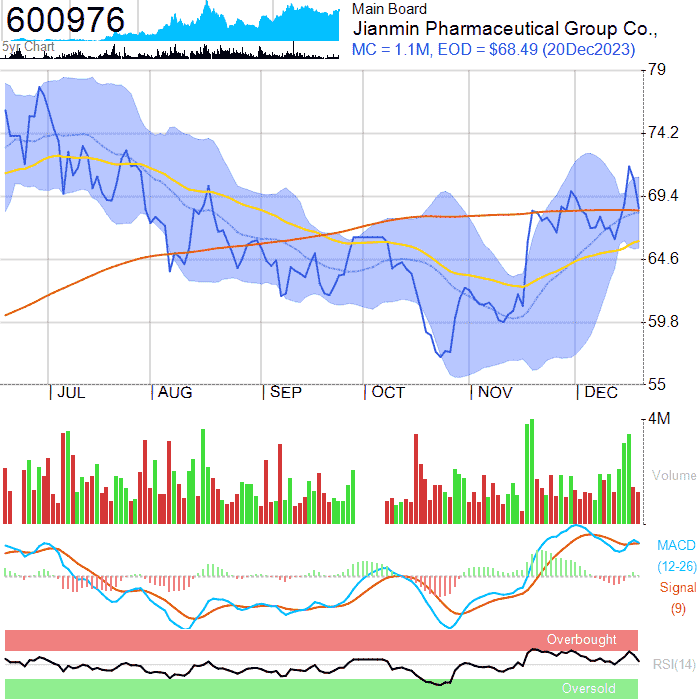 600976
5yr Chart
Main Board
Jianmin Pharmaceutical Group Co.,
MC = 1.1M, EOD = $68.49 (20Dec2023)
79
74.2
69.4
64.6
59.8
55
JUL
AUG
SEP
OCT
NOV
DEC
4M
Volume
MACD
(12-26)
Signal
(9)
Overbought
RSI(14)
Oversold